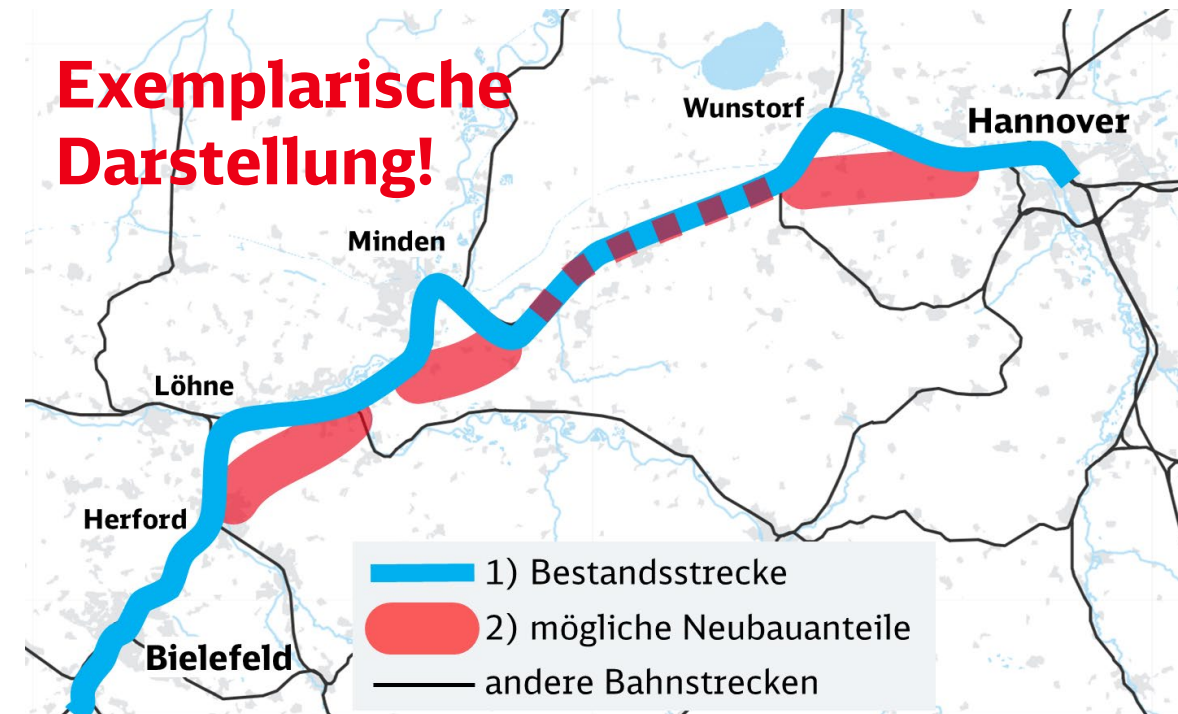 Exemplarische
Darstellung!
Wunstorf
Hannover
Minden
Löhne
Herford
Bielefeld
1) Bestandsstrecke
2) mögliche Neubauanteile
andere Bahnstrecken